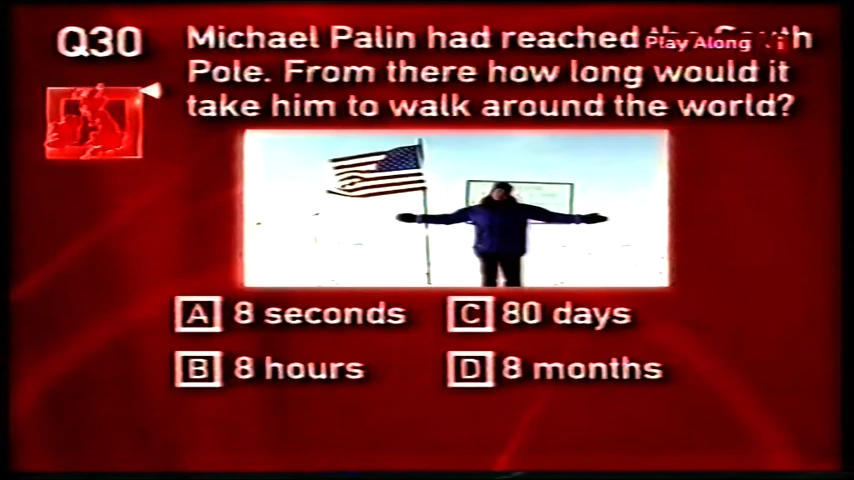 Q30
Michael Palin had reached
Play Along
Pole. From there how long would it
take him to walk around the world?
A 8 seconds
C 80 days
B 8 hours
D 8 months